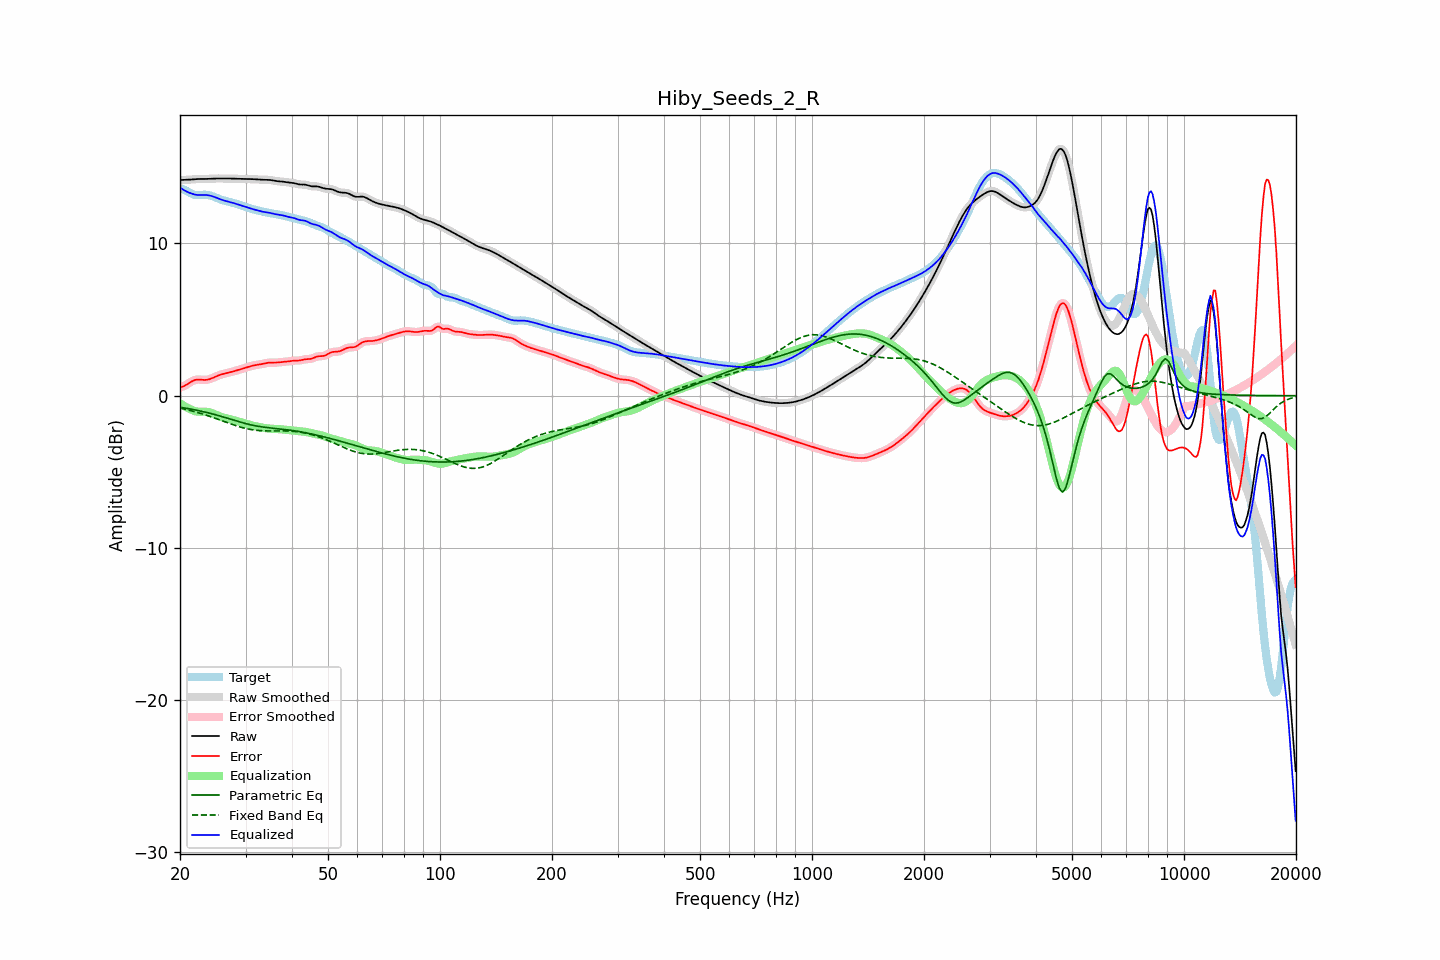 Hiby_Seeds_2_R
Amplitude (dBr)
10
0
−10
−20
−30
Target
Raw Smoothed
Error Smoothed
Raw
Error
Equalization
Parametric Eq
Fixed Band Eq
Equalized
20 50 100 200 500 1000 2000 5000 10000 20000
Frequency (Hz)